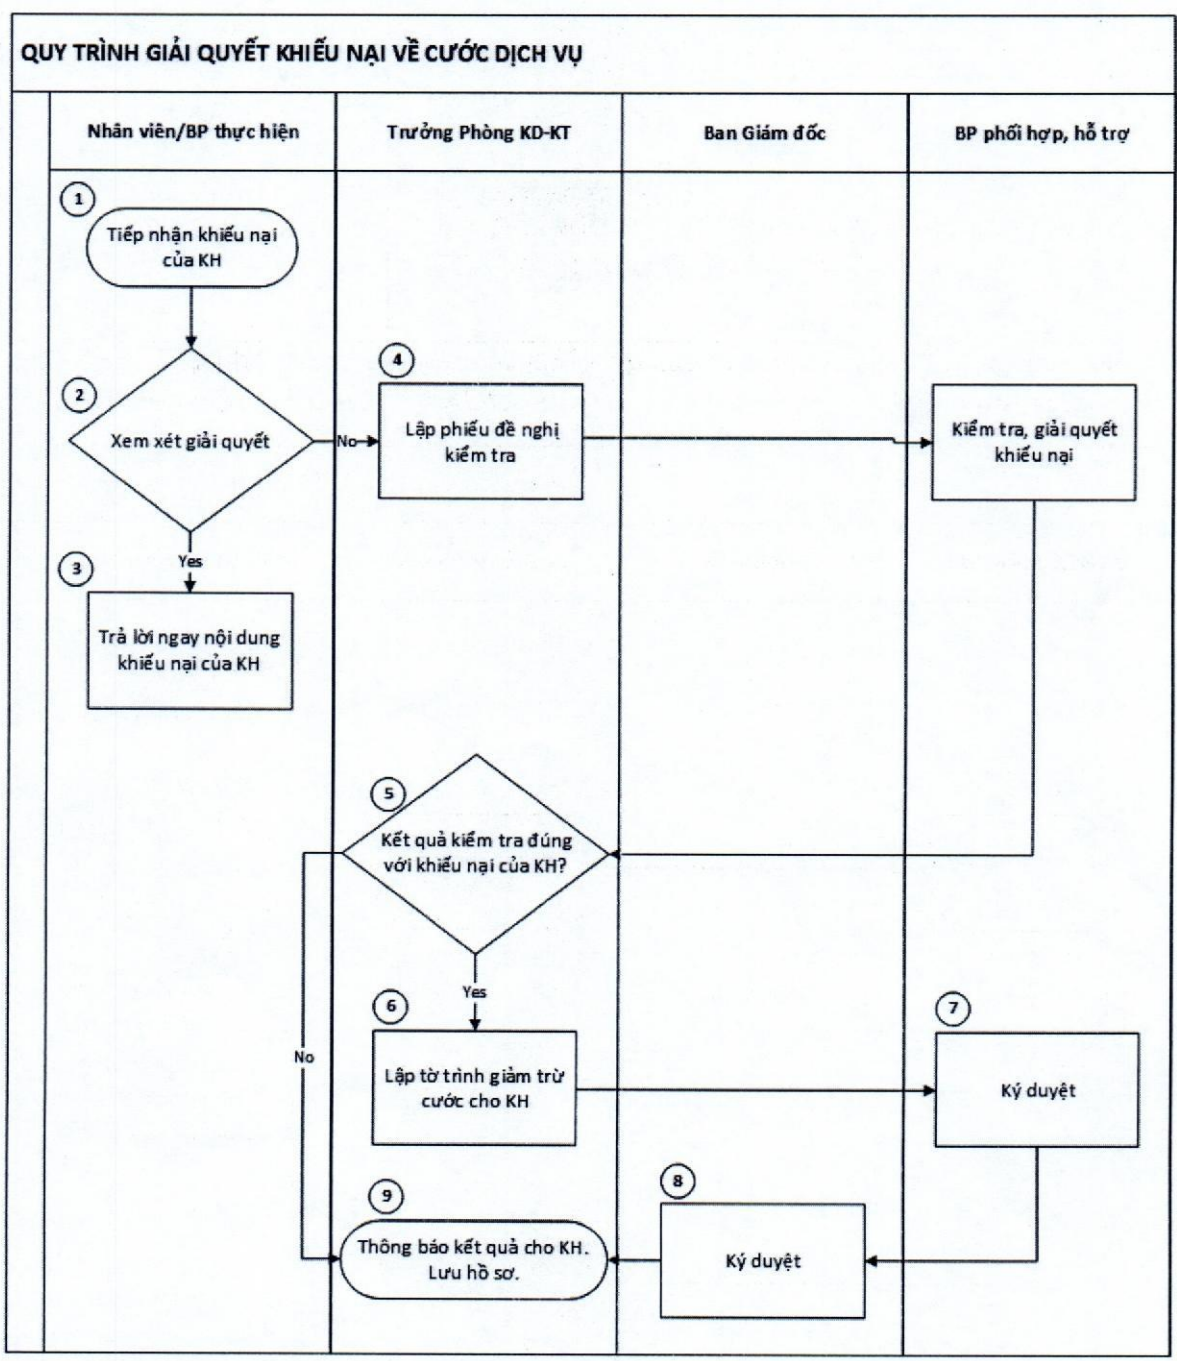 QUY TRÌNH GIẢI QUYẾT KHIẾU NẠI VỀ CƯỚC DỊCH VỤ
Nhân viên/BP thực hiện
Trưởng Phòng KD-KT
Ban Giám đốc
BP phối hợp, hỗ trợ
1
Tiếp nhận khiếu nại
của KH
2
Xem xét giải quyết
No
4
Lập phiếu đề nghị
kiểm tra
Kiểm tra, giải quyết
khiếu nại
Yes
3
Trả lời ngay nội dung
khiếu nại của KH
5
Kết quả kiểm tra đúng
với khiếu nại của KH?
Yes
No
6
Lập tờ trình giảm trừ
cước cho KH
7
Ký duyệt
8
Ký duyệt
9
Thông báo kết quả cho KH.
Lưu hồ sơ.